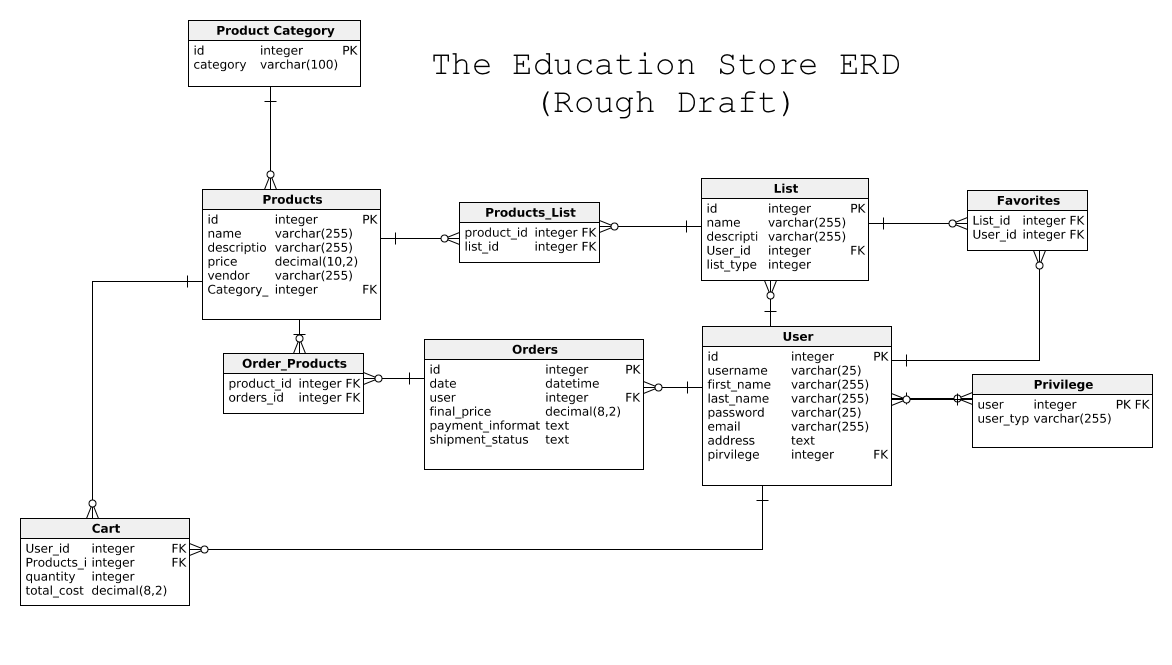 Product Category
id integer PK
category varchar(100)
The Education Store ERD
(Rough Draft)
Products
id integer PK
name varchar(255)
descriptio varchar(255)
price decimal(10,2)
vendor varchar(255)
Category_ integer FK
Products_List
product_id integer FK
list_id integer FK
List
id integer PK
name varchar(255)
descripti varchar(255)
User_id integer FK
list_type integer
Favorites
List_id integer FK
User_id integer FK
Order_Products
product_id integer FK
orders_id integer FK
Orders
id integer PK
date datetime
user integer FK
final_price decimal(8,2)
payment_informat text
shipment_status text
User
id integer PK
username varchar(25)
first_name varchar(255)
last_name varchar(255)
password varchar(25)
email varchar(255)
address text
pirvilege integer FK
Privilege
user integer PK FK
user_typ varchar(255)
Cart
User_id integer FK
Products_i integer FK
quantity integer
total_cost decimal(8,2)